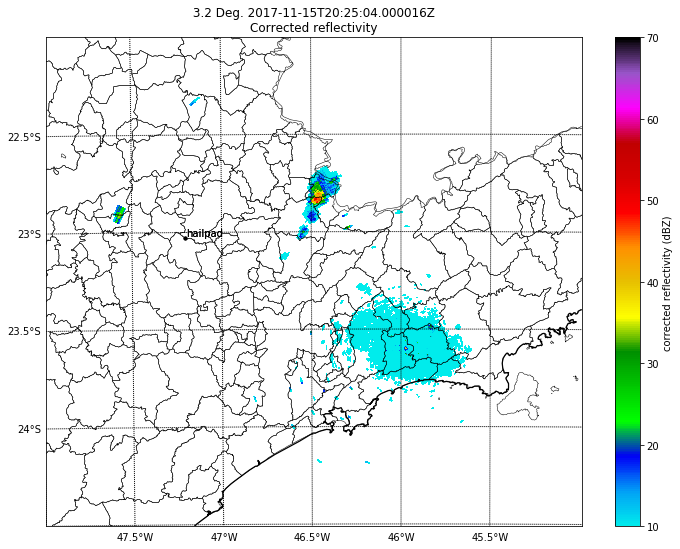 3.2 Deg. 2017-11-15T20:25:04.000016Z
Corrected reflectivity
22.5°S
23°S
23.5°S
24°S
hailpad
47.5°W
47°W
46.5°W
46°W
45.5°W
70
60
50
40
30
20
10
corrected reflectivity (dBZ)